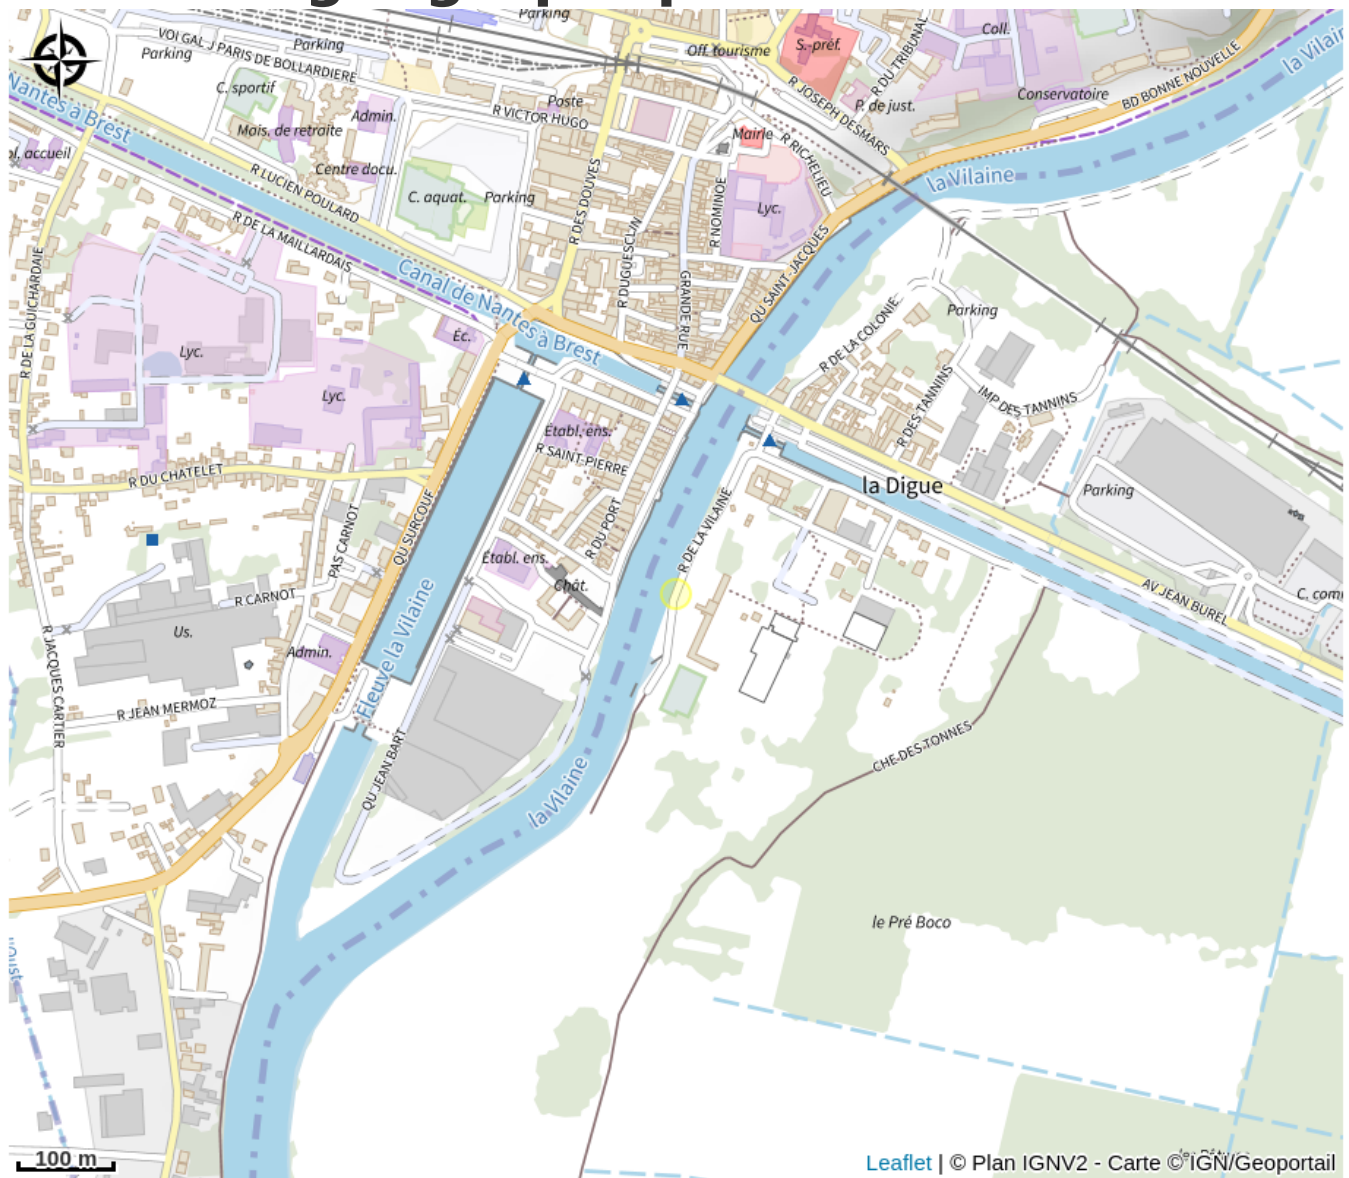 Parking
VOI GAL J PARIS DE BOLLARDIERE
Parking
Parking
Off. tourisme
S.-préf.
R DU TRIBUNAL
Coll.
la Vilaine
C. sportif
Admin.
Poste
R VICTOR HUGO
R JOSEPH DESMARS
P. de just.
Conservatoire
BD BONNE NOUVELLE
Nantes à Brest
Mais. de retraite
Mairie
R RICHELIEU
accueil
Centre docu.
R LUCIEN POULARD
C. aquat.
Parking
R DES DOUVES
R NOMINOE
Lyc.
la Vilaine
R DE LA MAILLARDAIS
R DUGUESCLIN
GRANDE RUE
QU SAINT-JACQUES
R DE LA GUICHARDAIE
Canal de Nantes à Brest
R DE LA COLONIE
Parking
Lyc.
Éc.
Lyc.
R DES TANNINS
IMP DES TANNINS
Établ. ens.
R SAINT-PIERRE
R DU CHATELET
la Digue
Parking
QU SURCOUF
PAS CARNOT
R DU PORT
R DE LA VILAINE
Établ. ens.
Chât.
R CARNOT
AV JEAN BUREL
C. com
Us.
R JACQUES CARTIER
Admin.
Fleuve la Vilaine
R JEAN MERMOZ
QU JEAN BART
CHE DES TONNES
la Vilaine
le Pré Boco
l'Oust
100 m
Leaflet | © Plan IGNV2 - Carte © IGN/Geoportail